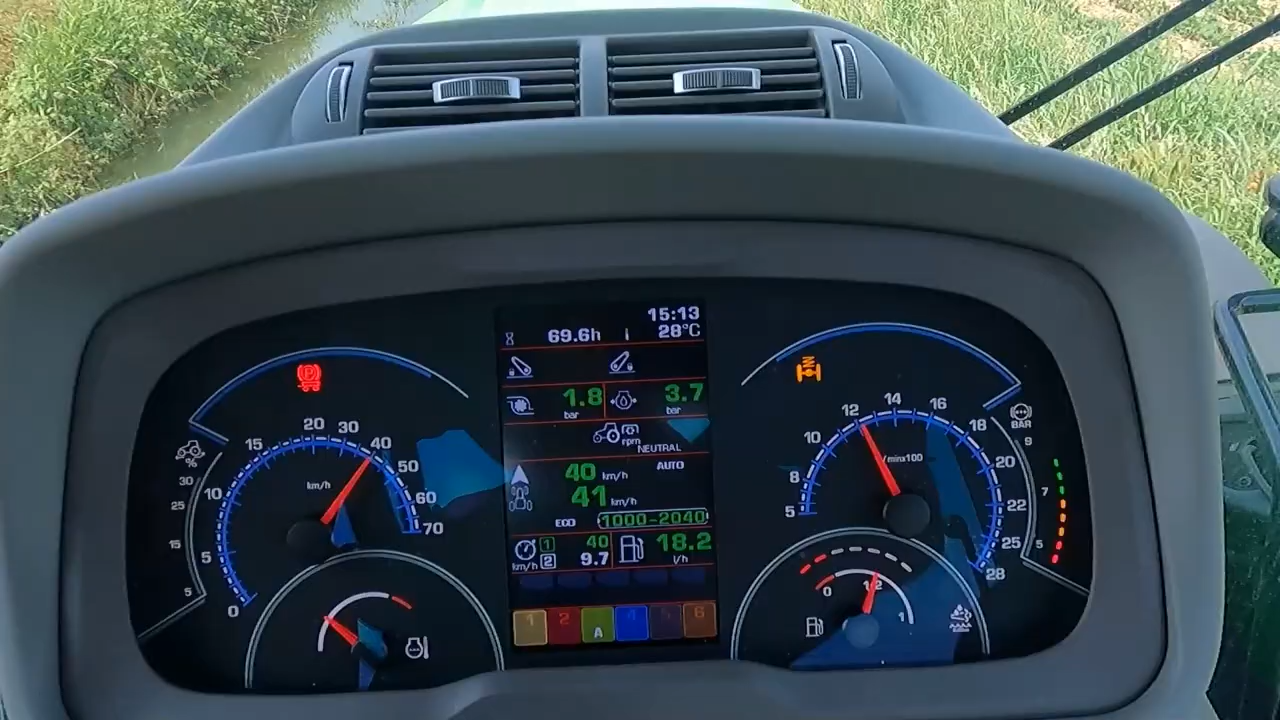 15:13
69.6h 28°C
1.8 bar 3.7 bar
rpm
NEUTRAL
AUTO
40 km/h
41 km/h
ECO 1000-2040
km/h 1 40 18.2
2 9.7 l/h
1 2 A 4 5 6
P
%
30
25
15
5
0 5 10 15 20 30 40 50 60 70
km/h
5 8 10 12 14 16 18 20 22 25 28
/minx100
BAR
9
7
5
0 1/2 1